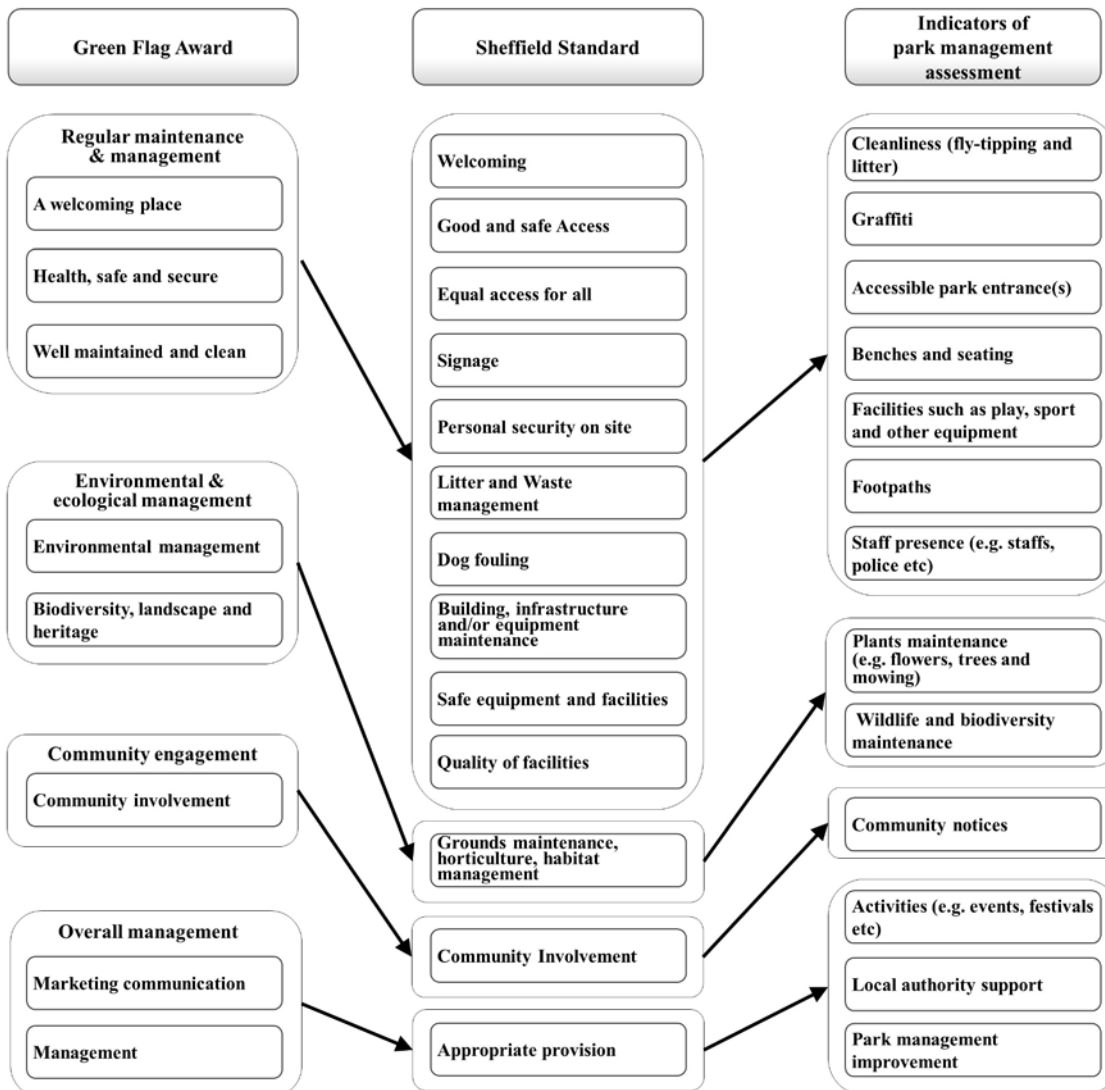 Green Flag Award
Sheffield Standard
Indicators of
park management
assessment
Regular maintenance
& management
A welcoming place
Health, safe and secure
Well maintained and clean
Environmental &
ecological management
Environmental management
Biodiversity, landscape and
heritage
Community engagement
Community involvement
Overall management
Marketing communication
Management
Welcoming
Good and safe Access
Equal access for all
Signage
Personal security on site
Litter and Waste
management
Dog fouling
Building, infrastructure
and/or equipment
maintenance
Safe equipment and facilities
Quality of facilities
Grounds maintenance,
horticulture, habitat
management
Community Involvement
Appropriate provision
Cleanliness (fly-tipping and
litter)
Graffiti
Accessible park entrance(s)
Benches and seating
Facilities such as play, sport
and other equipment
Footpaths
Staff presence (e.g. staffs,
police etc)
Plants maintenance
(e.g. flowers, trees and
mowing)
Wildlife and biodiversity
maintenance
Community notices
Activities (e.g. events, festivals
etc)
Local authority support
Park management
improvement